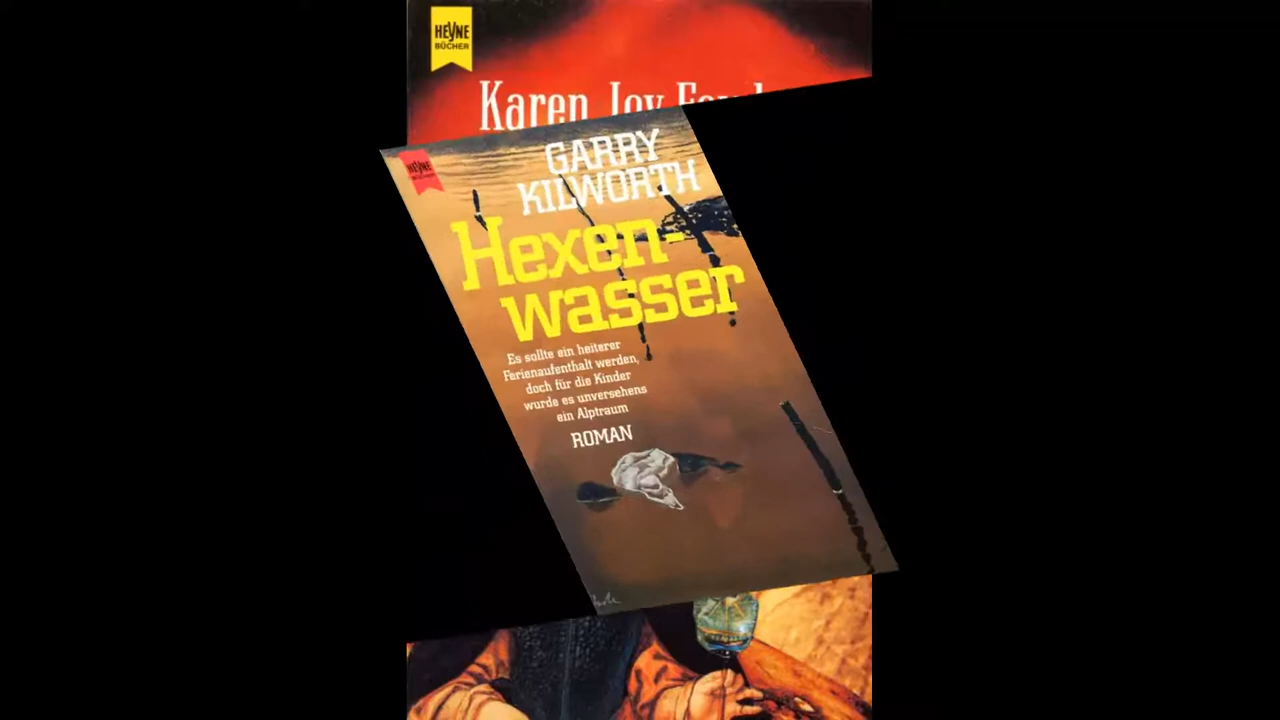 HEYNE
BÜCHER
Karen Joy
HEYNE
GARRY
KILWORTH
Hexen-
wasser
Es sollte ein heiterer
Ferienaufenthalt werden,
doch für die Kinder
wurde es unversehens
ein Alptraum
ROMAN